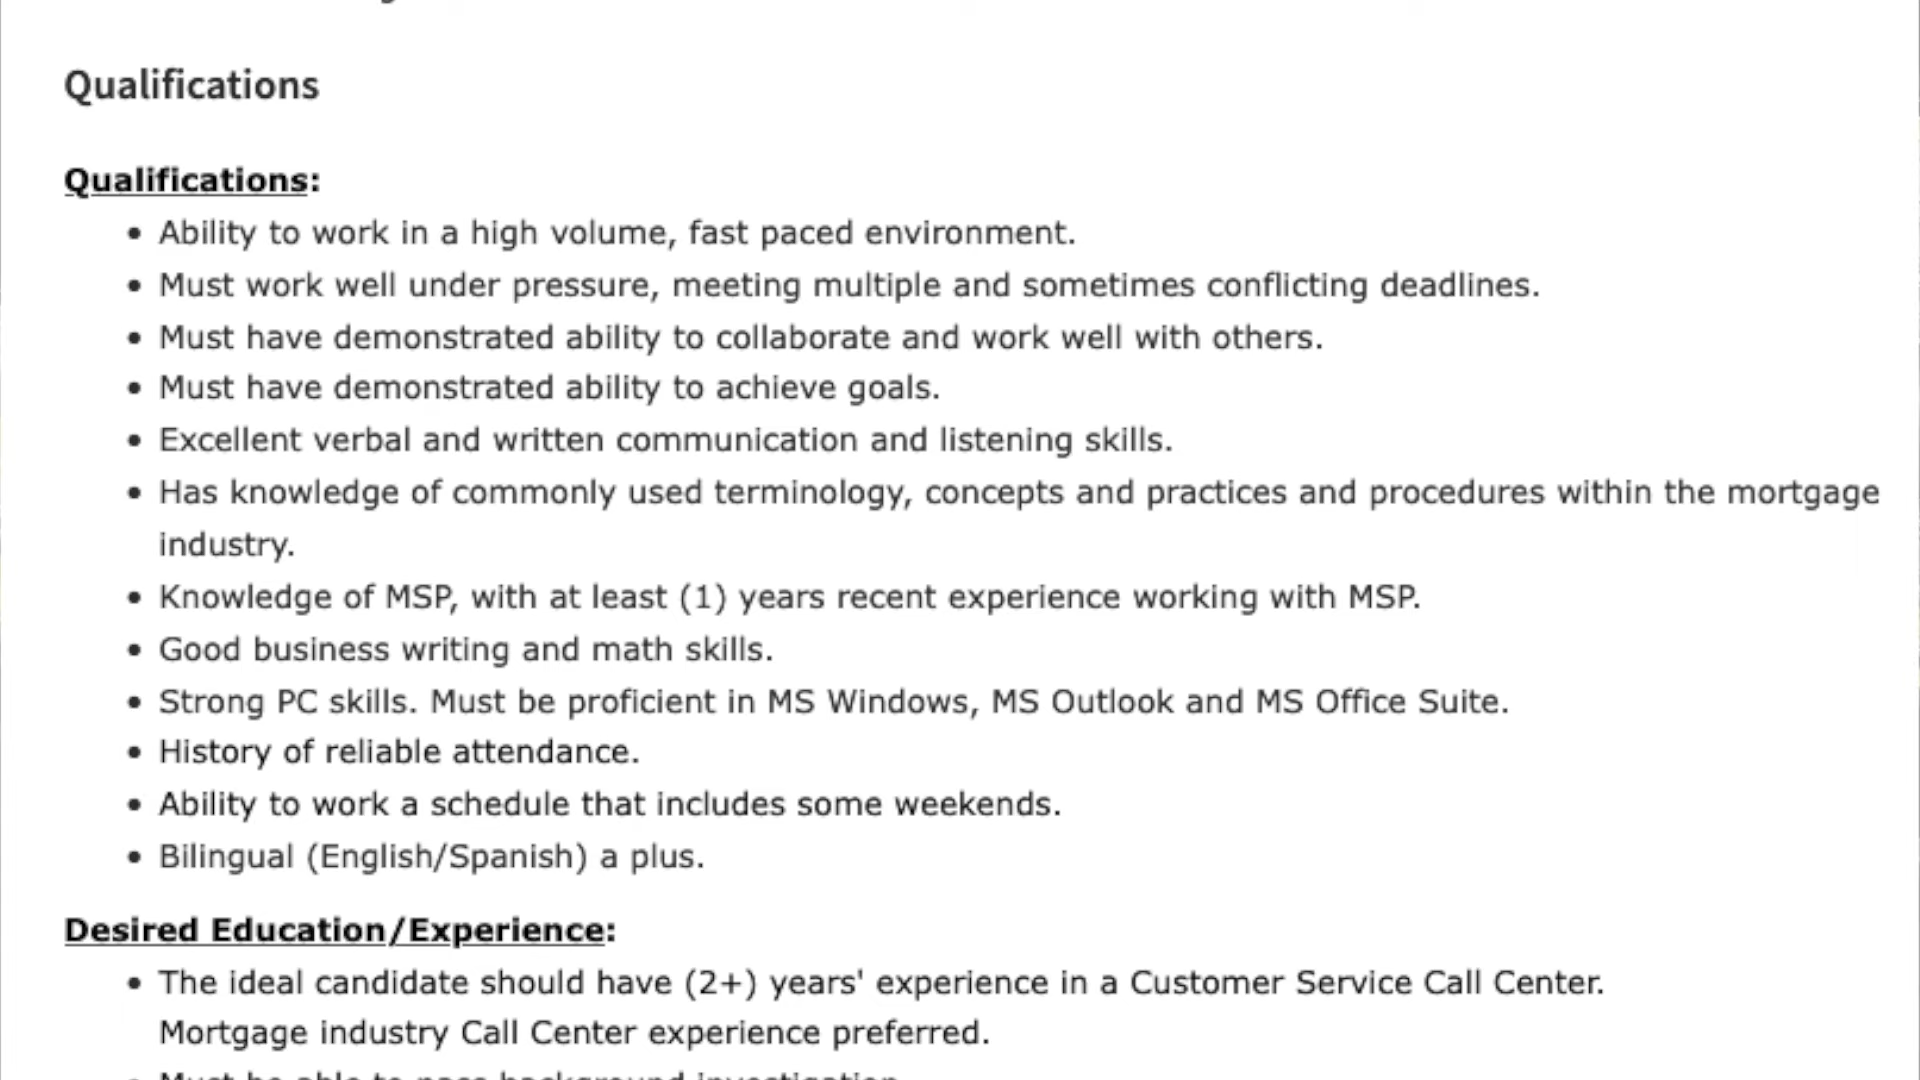 Qualifications
Qualifications:
• Ability to work in a high volume, fast paced environment.
• Must work well under pressure, meeting multiple and sometimes conflicting deadlines.
• Must have demonstrated ability to collaborate and work well with others.
• Must have demonstrated ability to achieve goals.
• Excellent verbal and written communication and listening skills.
• Has knowledge of commonly used terminology, concepts and practices and procedures within the mortgage
industry.
• Knowledge of MSP, with at least (1) years recent experience working with MSP.
• Good business writing and math skills.
• Strong PC skills. Must be proficient in MS Windows, MS Outlook and MS Office Suite.
• History of reliable attendance.
• Ability to work a schedule that includes some weekends.
• Bilingual (English/Spanish) a plus.
Desired Education/Experience:
• The ideal candidate should have (2+) years' experience in a Customer Service Call Center.
Mortgage industry Call Center experience preferred.
• Must be able to pass background investigation